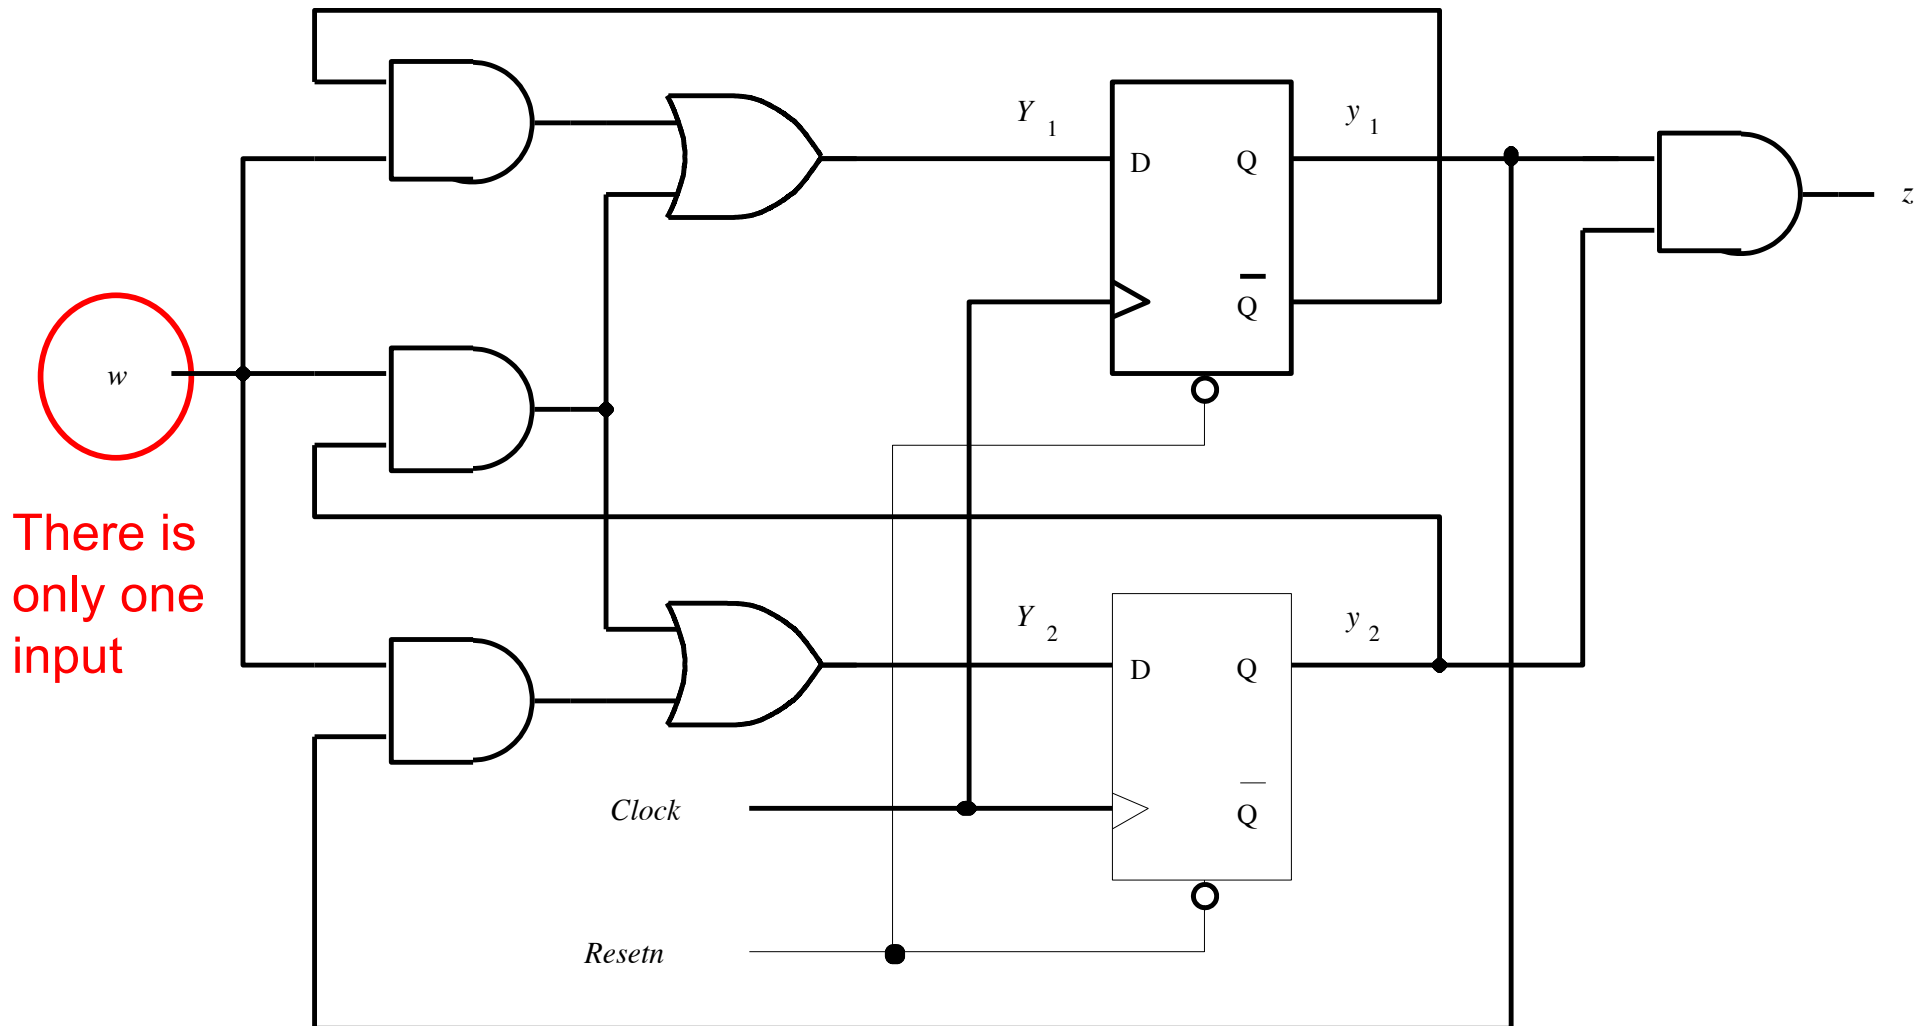 Y 1
y 1
D Q
z
Q
w
There is
only one
input
Y 2
y 2
D Q
Clock
Q
Resetn